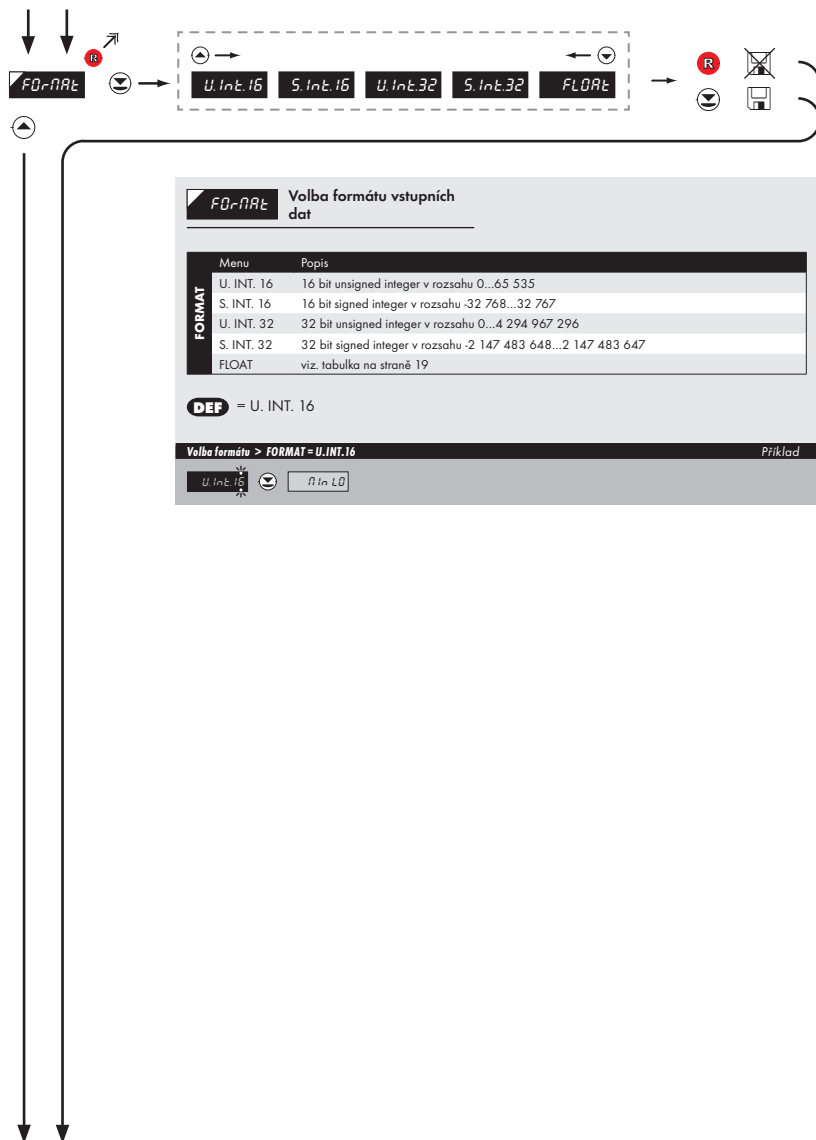 R
FOrMAt
U.Int.16 S.Int.16 U.Int.32 S.Int.32 FLOAt
R
FOrMAt
Volba formátu vstupních
dat
FORMAT
Menu Popis
U. INT. 16 16 bit unsigned integer v rozsahu 0...65 535
S. INT. 16 16 bit signed integer v rozsahu -32 768...32 767
U. INT. 32 32 bit unsigned integer v rozsahu 0...4 294 967 296
S. INT. 32 32 bit signed integer v rozsahu -2 147 483 648...2 147 483 647
FLOAT viz. tabulka na straně 19
DEF = U. INT. 16
Volba formátu > FORMAT = U.INT.16 Příklad
U.Int.16 MIn LO